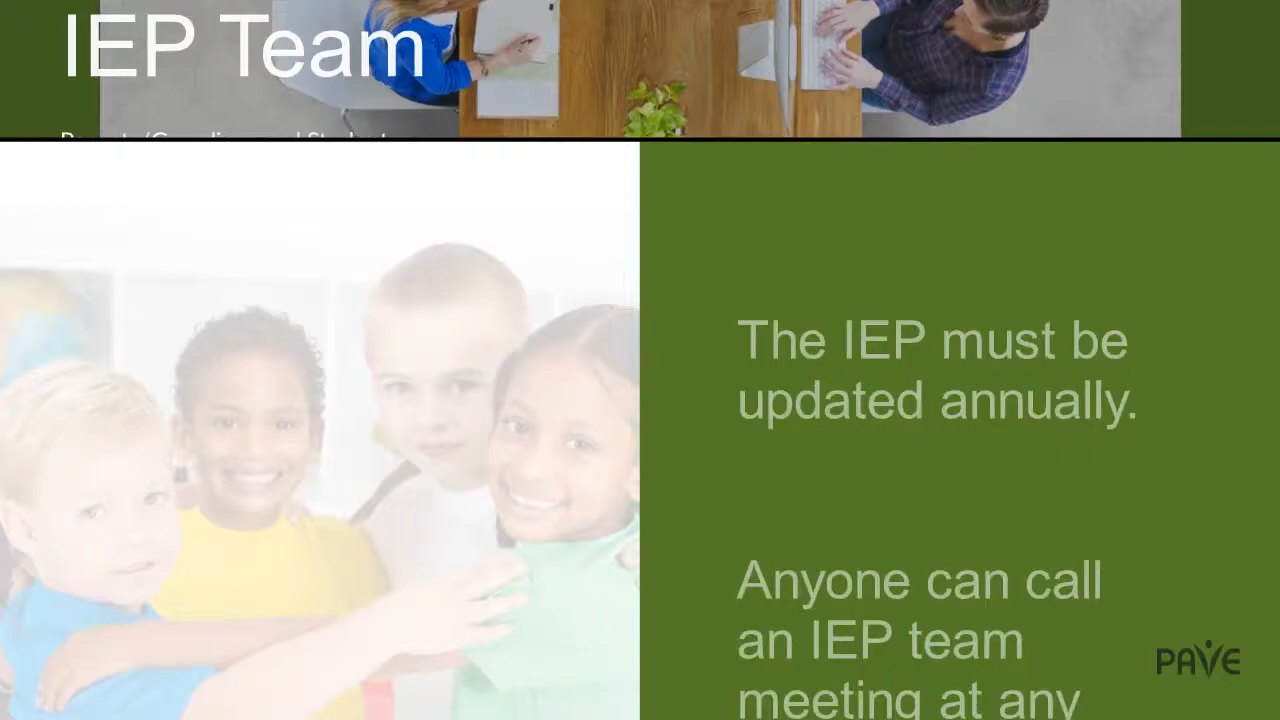 IEP Team
The IEP must be
updated annually.
Anyone can call
an IEP team
meeting at any
PAVE